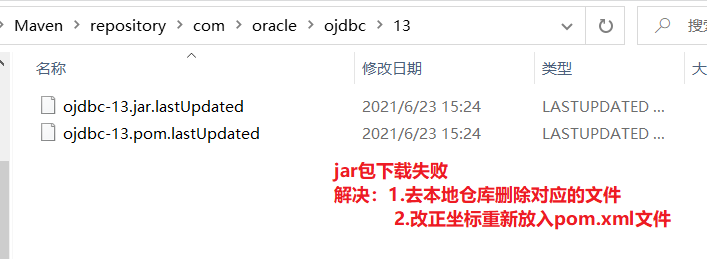 Maven > repository > com > oracle > ojdbc > 13
搜索
名称 修改日期 类型 大
ojdbc-13.jar.lastUpdated 2021/6/23 15:24 LASTUPDATED ...
ojdbc-13.pom.lastUpdated 2021/6/23 15:24 LASTUPDATED ...
jar包下载失败
解决：1.去本地仓库删除对应的文件
2.改正坐标重新放入pom.xml文件